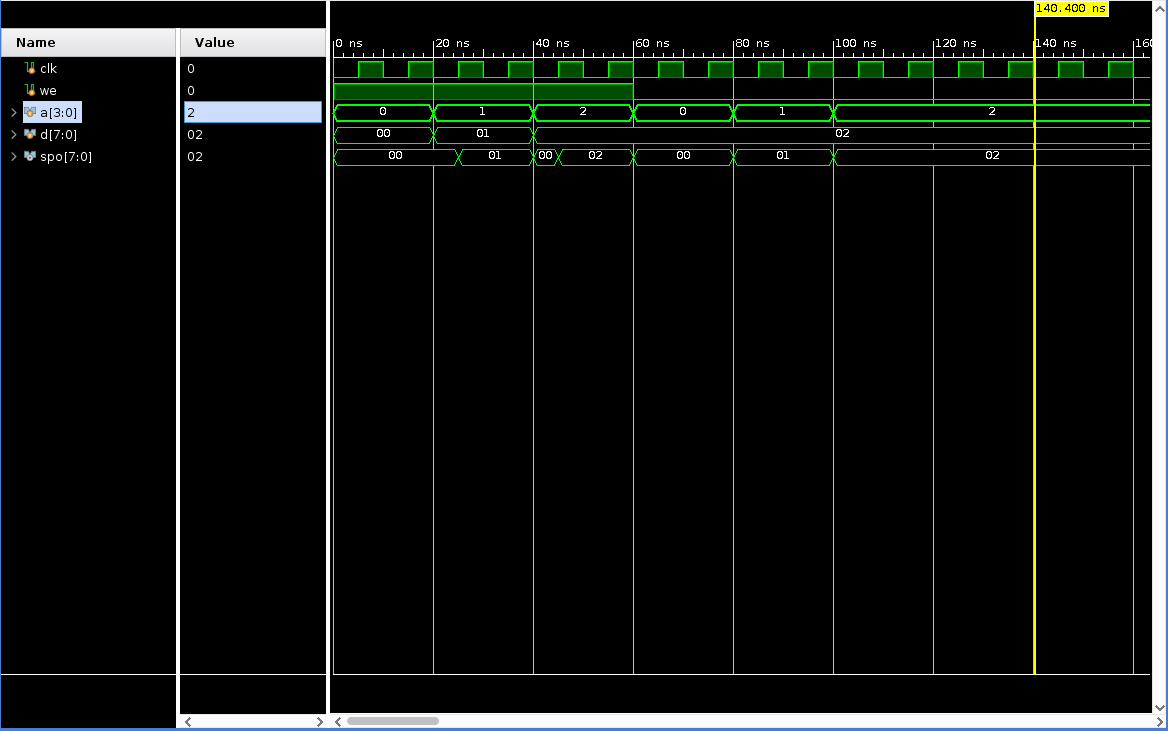 140.400 ns
Name Value
0 ns 20 ns 40 ns 60 ns 80 ns 100 ns 120 ns 140 ns 160
clk 0
we 0
a[3:0] 2 0 1 2 0 1 2
d[7:0] 02 00 01 02
spo[7:0] 02 00 01 00 02 00 01 02